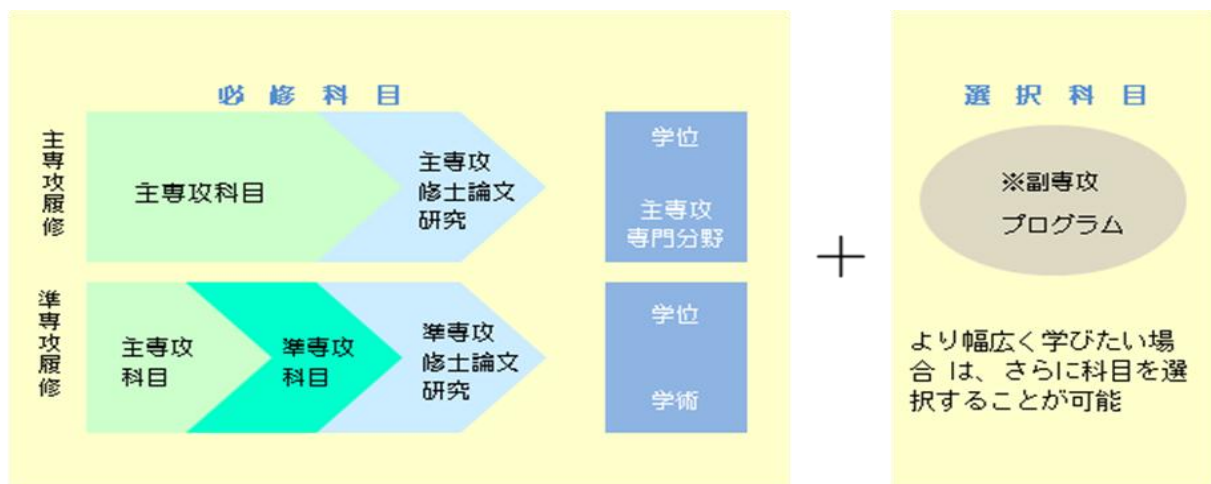 必修科目
主専攻履修
主専攻科目
主専攻
修士論文
研究
学位
主専攻
専門分野
準専攻履修
主専攻
科目
準専攻
科目
準専攻
修士論文
研究
学位
学術
+
選択科目
※副専攻
プログラム
より幅広く学びたい場
合 は、さらに科目を選
択することが可能